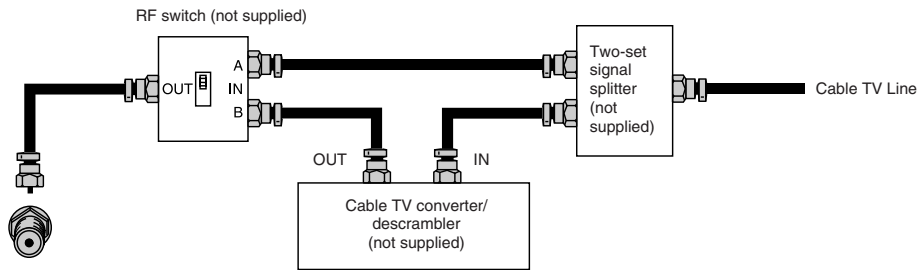 RF switch (not supplied)
A
OUT
IN
B
Two-set
signal
splitter
(not
supplied)
Cable TV Line
OUT
IN
Cable TV converter/
descrambler
(not supplied)